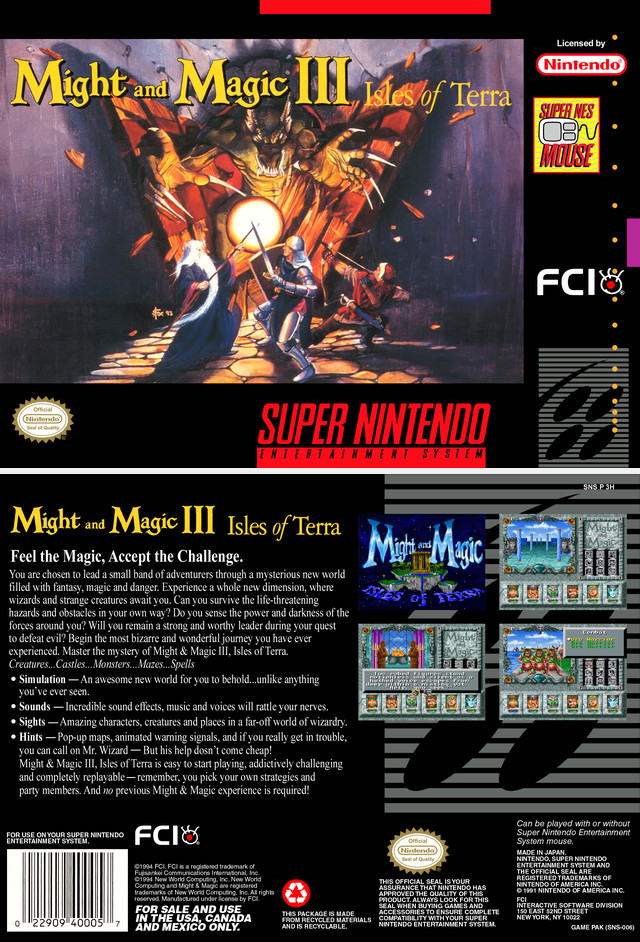 Might and Magic III Isles of Terra
Licensed by
Nintendo®
SUPER NES
MOUSE
FCI®
Official
Nintendo
Seal of Quality
SUPER NINTENDO
ENTERTAINMENT SYSTEM
SNS P 3H
Might and Magic III Isles of Terra
Feel the Magic, Accept the Challenge.
You are chosen to lead a small band of adventurers through a mysterious new world
filled with fantasy, magic and danger. Experience a whole new dimension, where
wizards and strange creatures await you. Can you survive the life-threatening
hazards and obstacles in your own way? Do you sense the power and darkness of the
forces around you? Will you remain a strong and worthy leader during your quest
to defeat evil? Begin the most bizarre and wonderful journey you have ever
experienced. Master the mystery of Might & Magic III, Isles of Terra.
Creatures...Castles...Monsters...Mazes...Spells
• Simulation — An awesome new world for you to behold...unlike anything
you've ever seen.
• Sounds — Incredible sound effects, music and voices will rattle your nerves.
• Sights — Amazing characters, creatures and places in a far-off world of wizardry.
• Hints — Pop-up maps, animated warning signals, and if you really get in trouble,
you can call on Mr. Wizard — But his help dosn't come cheap!
Might & Magic III, Isles of Terra is easy to start playing, addictively challenging
and completely replayable — remember, you pick your own strategies and
party members. And no previous Might & Magic experience is required!
Might and Magic
ISLES OF TERRA
Might and Magic
Might and Magic
Combat
FOR USE ON YOUR SUPER NINTENDO
ENTERTAINMENT SYSTEM.
FCI®
0 22909 40005 7
©1994 FCI. FCI is a registered trademark of
Fujisankei Communications International, Inc.
©1994 New World Computing, Inc. New World
Computing and Might & Magic are registered
trademarks of New World Computing, Inc. All rights
reserved. Manufactured under license by FCI.
FOR SALE AND USE
IN THE USA, CANADA
AND MEXICO ONLY.
THIS PACKAGE IS MADE
FROM RECYCLED MATERIALS
AND IS RECYCLABLE.
Official
Nintendo
Seal of Quality
THIS OFFICIAL SEAL IS YOUR
ASSURANCE THAT NINTENDO HAS
APPROVED THE QUALITY OF THIS
PRODUCT. ALWAYS LOOK FOR THIS
SEAL WHEN BUYING GAMES AND
ACCESSORIES TO ENSURE COMPLETE
COMPATIBILITY WITH YOUR SUPER
NINTENDO ENTERTAINMENT SYSTEM.
Can be played with or without
Super Nintendo Entertainment
System mouse.
MADE IN JAPAN.
NINTENDO, SUPER NINTENDO
ENTERTAINMENT SYSTEM AND
THE OFFICIAL SEAL ARE
REGISTERED TRADEMARKS OF
NINTENDO OF AMERICA INC.
© 1991 NINTENDO OF AMERICA INC.
FCI
INTERACTIVE SOFTWARE DIVISION
150 EAST 52ND STREET
NEW YORK, NY 10022
GAME PAK (SNS-006)